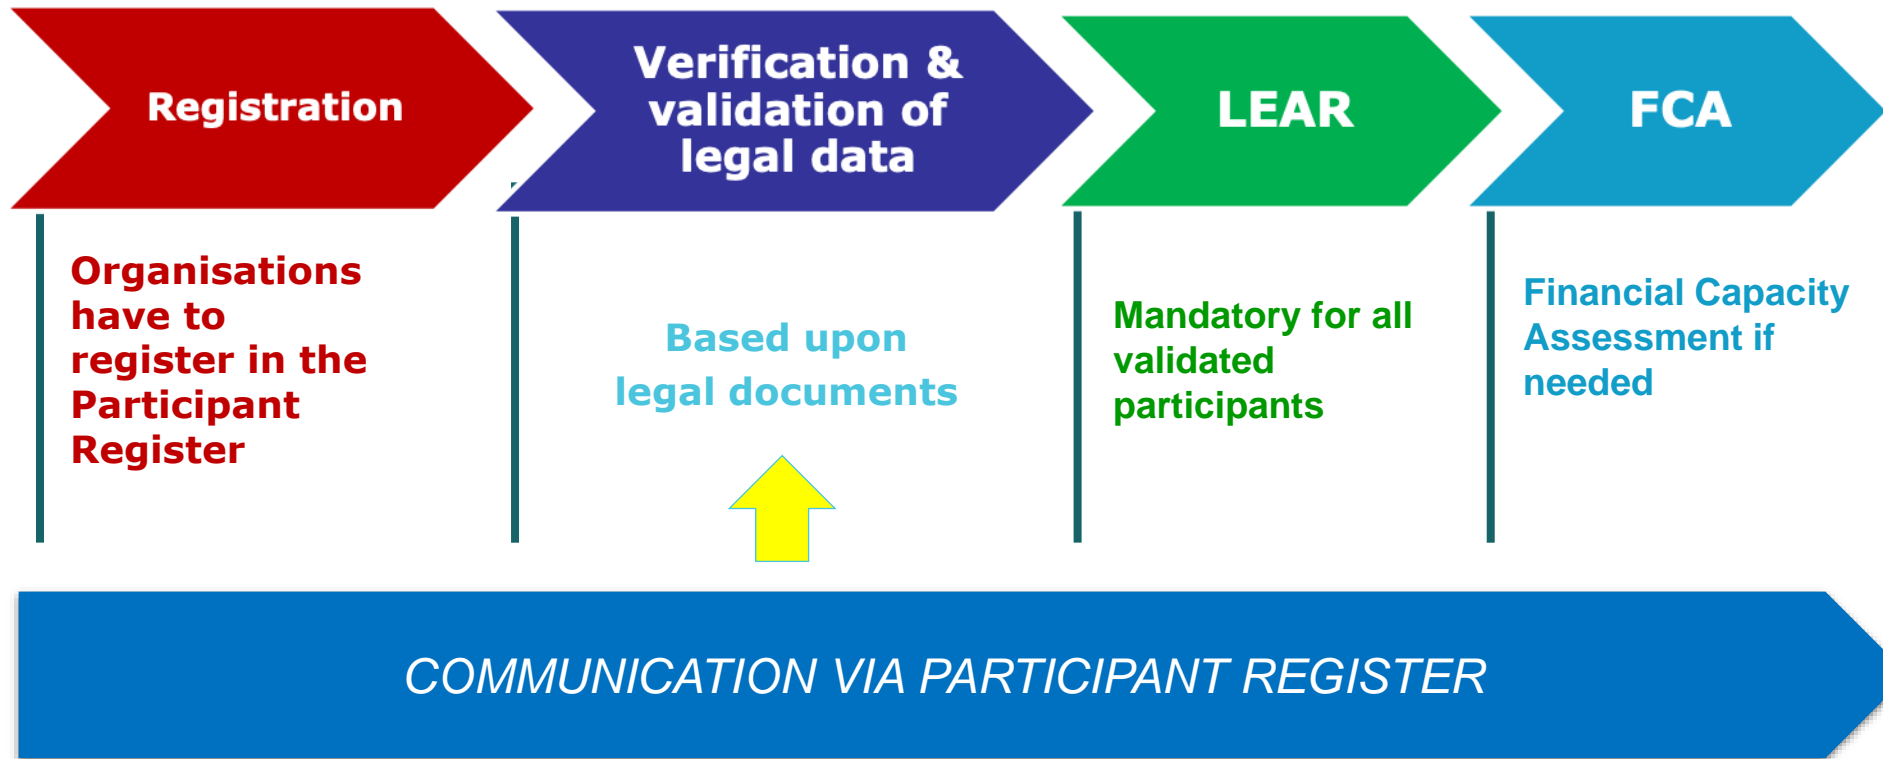 Registration
Verification &
validation of
legal data
LEAR
FCA
Organisations
have to
register in the
Participant
Register
Based upon
legal documents
Mandatory for all
validated
participants
Financial Capacity
Assessment if
needed
COMMUNICATION VIA PARTICIPANT REGISTER